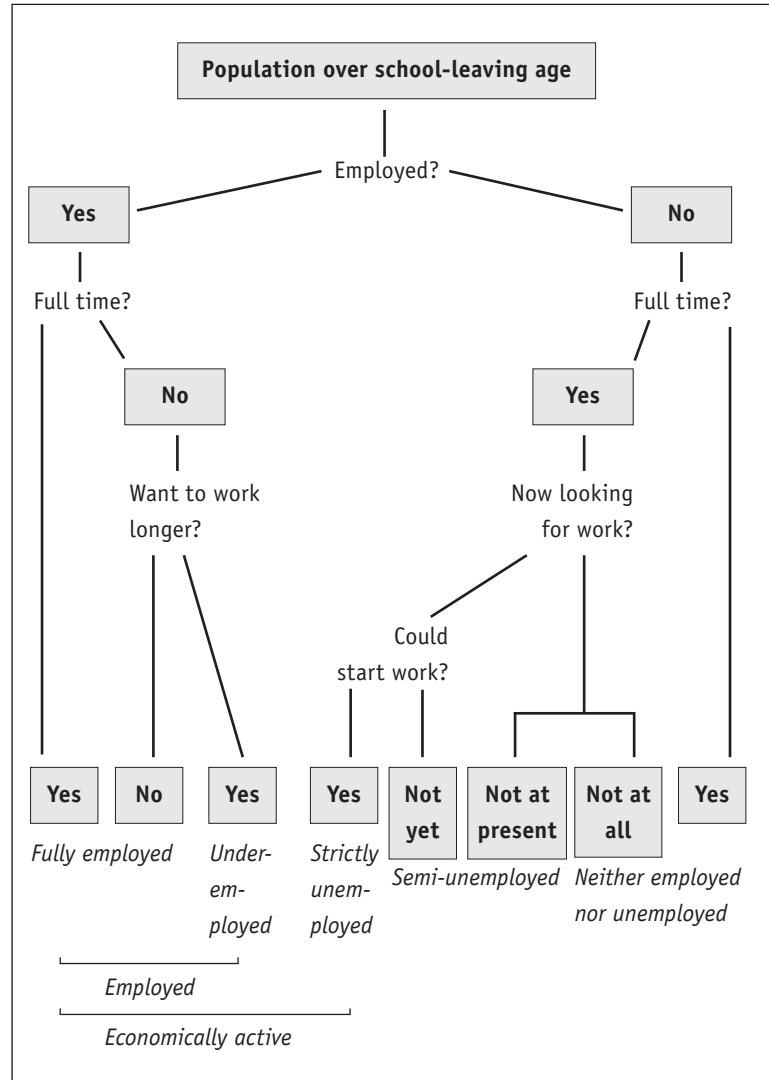 Population over school-leaving age
Employed?
Yes
No
Full time?
Full time?
No
Yes
Want to work
longer?
Now looking
for work?
Could
start work?
Yes
No
Yes
Yes
Not
yet
Not at
present
Not at
all
Yes
Fully employed
Under-
em-
ployed
Strictly
unem-
ployed
Semi-unemployed
Neither employed
nor unemployed
Employed
Economically active